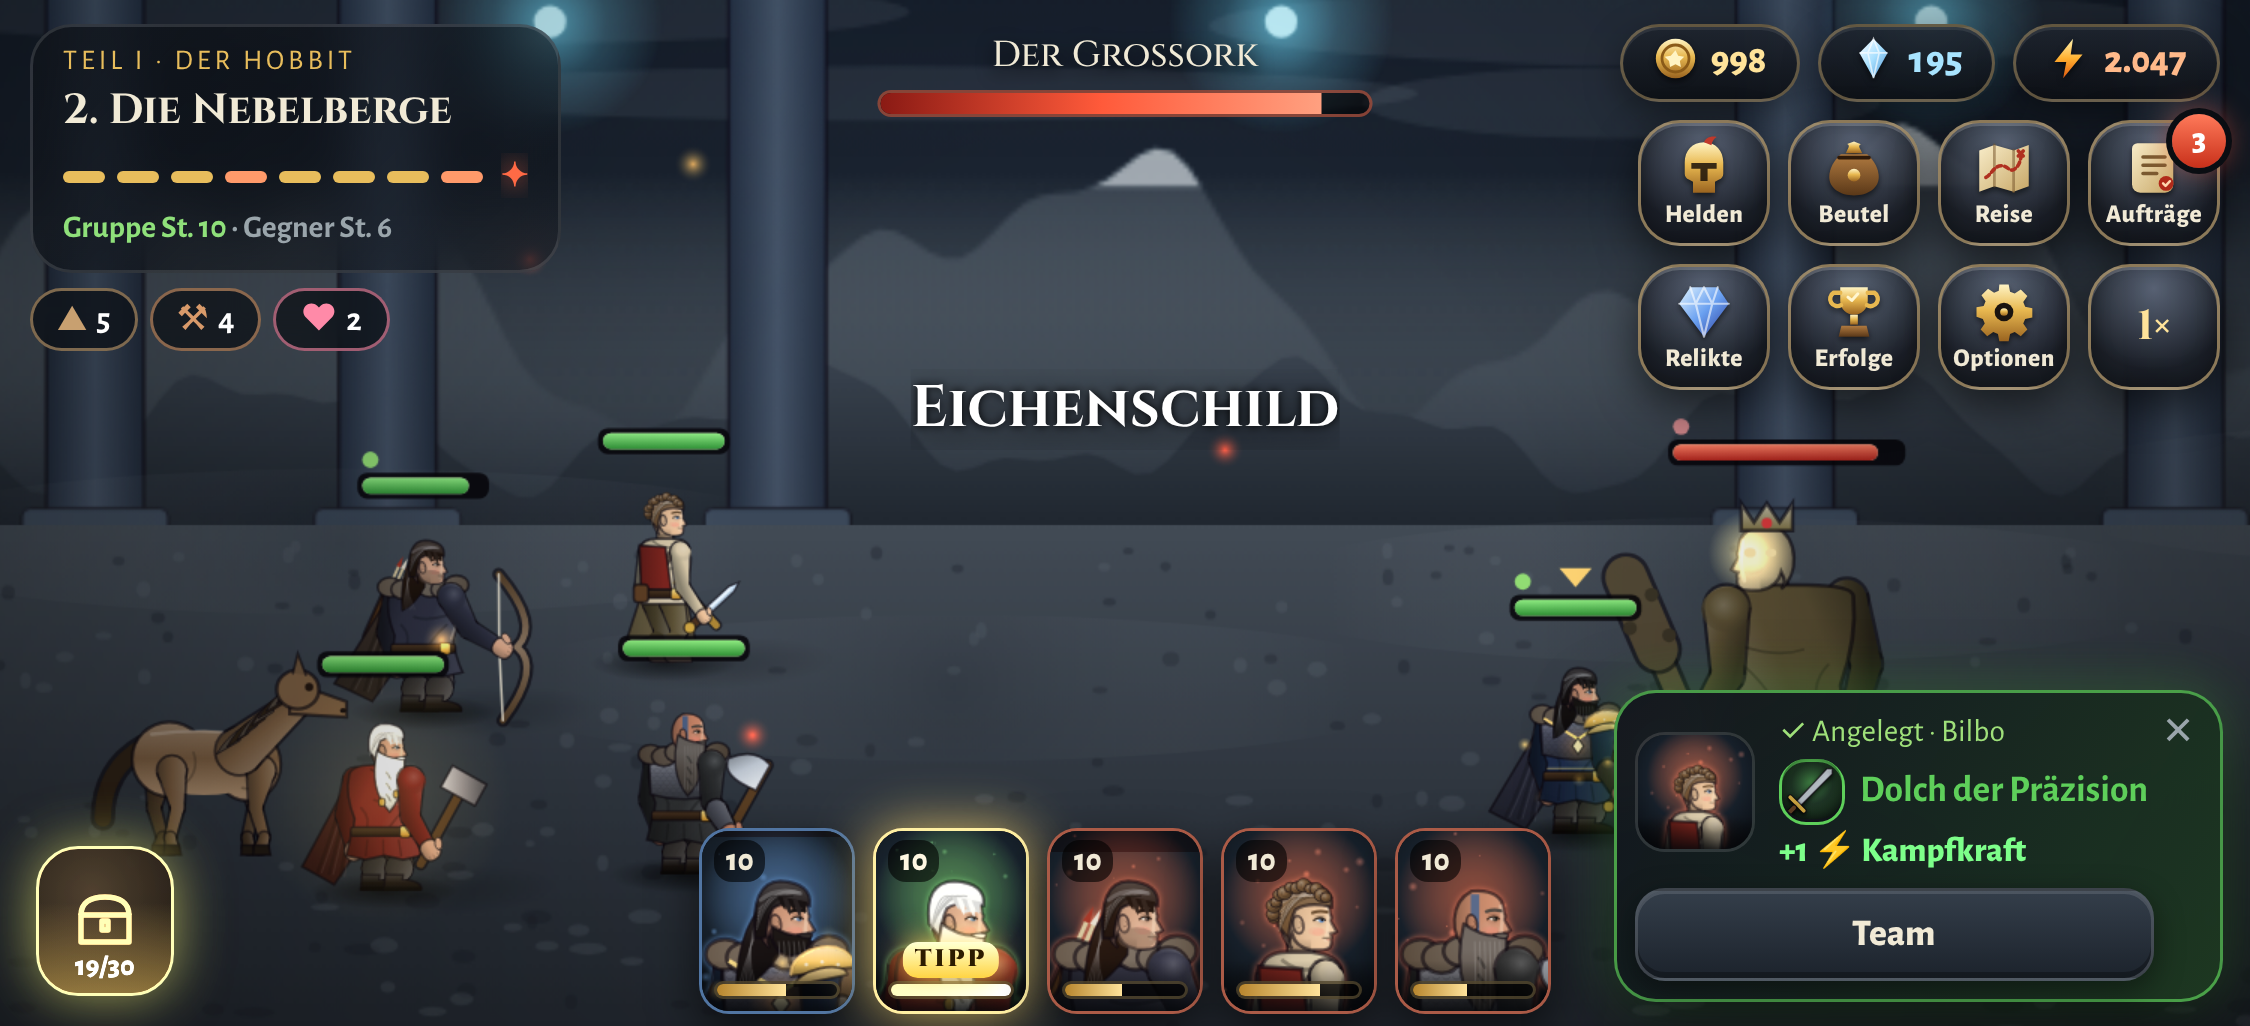 TEIL I · DER HOBBIT
2. DIE NEBELBERGE
Gruppe St. 10 · Gegner St. 6
5
4
2
DER GROSSORK
998
195
2.047
3
Helden
Beutel
Reise
Aufträge
Relikte
Erfolge
Optionen
1×
EICHENSCHILD
✓ Angelegt · Bilbo
Dolch der Präzision
+1 ⚡ Kampfkraft
Team
19/30
10
10
10
10
10
TIPP